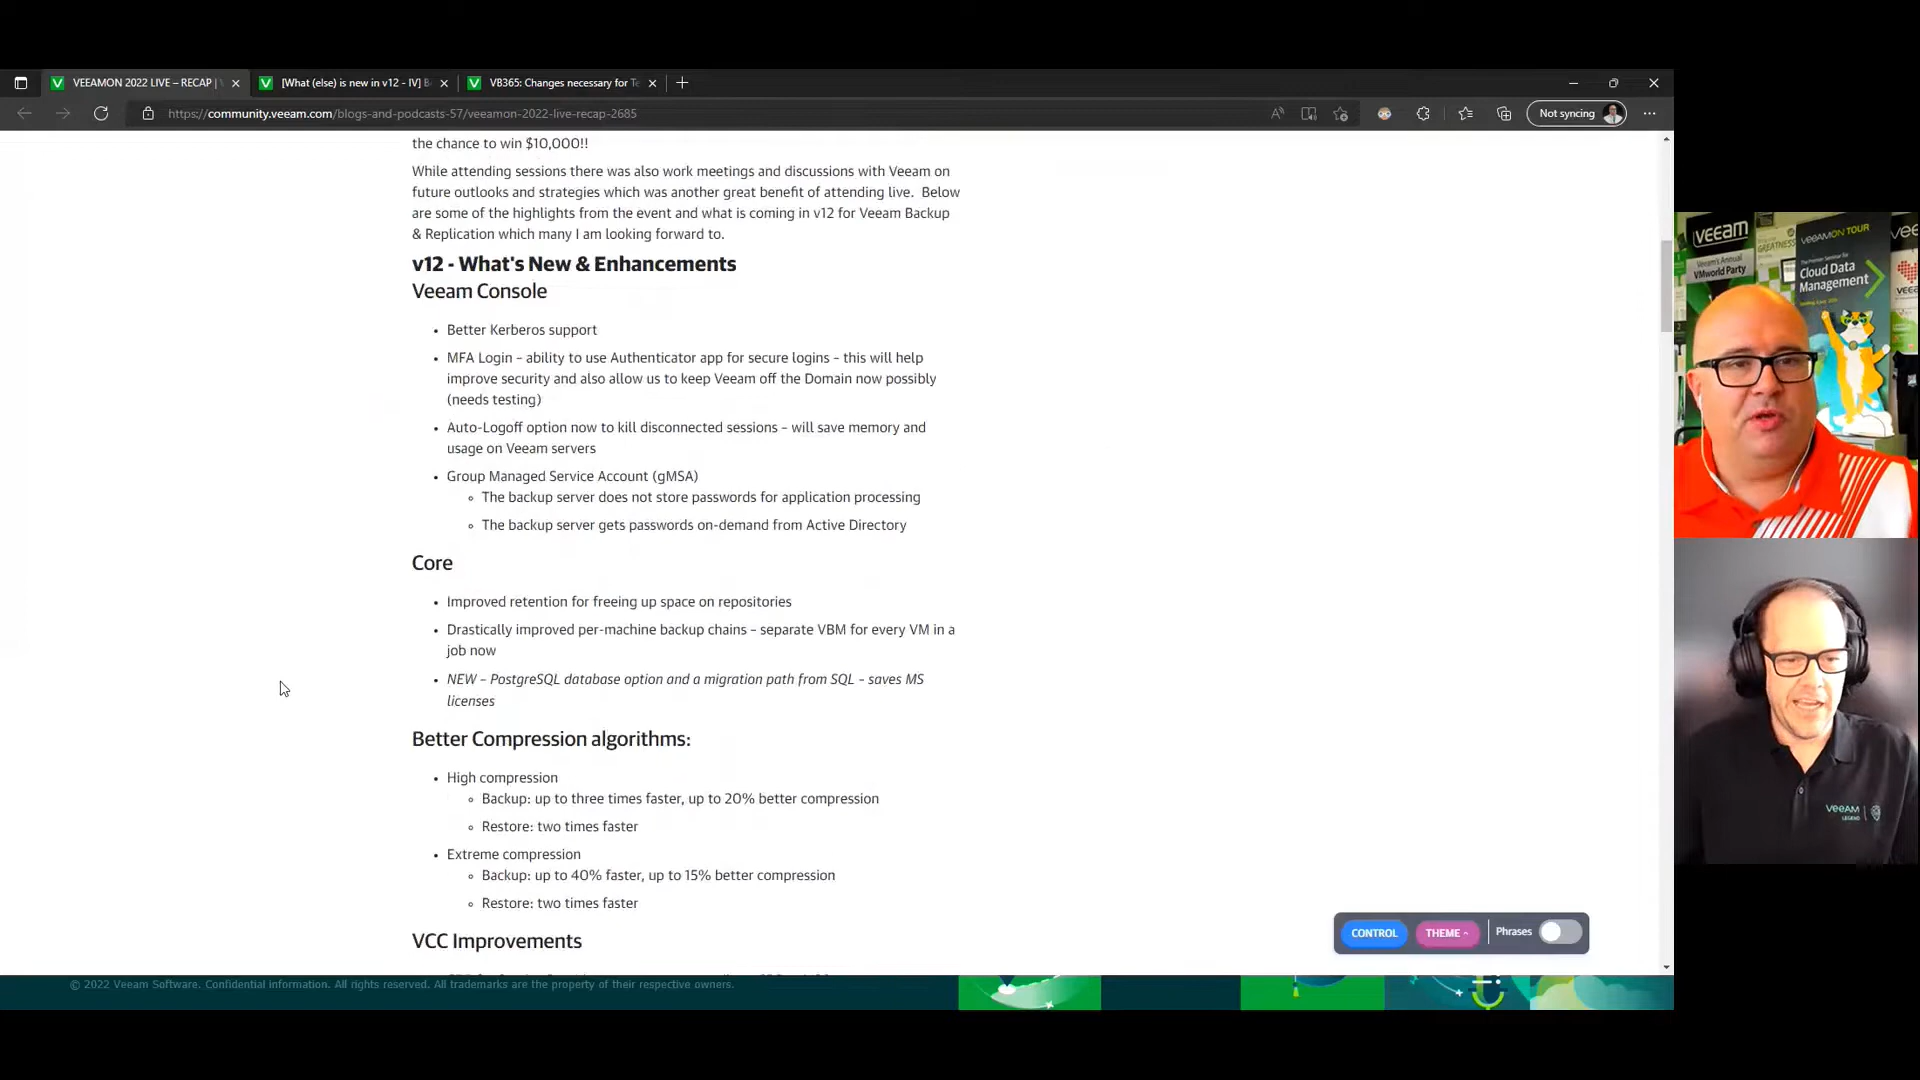 VEEAMON 2022 LIVE – RECAP |
[What (else) is new in v12 - IV] B
VB365: Changes necessary for Te
https://community.veeam.com/blogs-and-podcasts-57/veeamon-2022-live-recap-2685
Not syncing
the chance to win $10,000!!
While attending sessions there was also work meetings and discussions with Veeam on
future outlooks and strategies which was another great benefit of attending live. Below
are some of the highlights from the event and what is coming in v12 for Veeam Backup
& Replication which many I am looking forward to.
v12 - What's New & Enhancements
Veeam Console
• Better Kerberos support
• MFA Login – ability to use Authenticator app for secure logins – this will help
improve security and also allow us to keep Veeam off the Domain now possibly
(needs testing)
• Auto-Logoff option now to kill disconnected sessions – will save memory and
usage on Veeam servers
• Group Managed Service Account (gMSA)
The backup server does not store passwords for application processing
The backup server gets passwords on-demand from Active Directory
Core
• Improved retention for freeing up space on repositories
• Drastically improved per-machine backup chains – separate VBM for every VM in a
job now
• NEW – PostgreSQL database option and a migration path from SQL – saves MS
licenses
Better Compression algorithms:
• High compression
Backup: up to three times faster, up to 20% better compression
Restore: two times faster
• Extreme compression
Backup: up to 40% faster, up to 15% better compression
Restore: two times faster
VCC Improvements
CONTROL
THEME
Phrases
© 2022 Veeam Software. Confidential information. All rights reserved. All trademarks are the property of their respective owners.
veeam
Veeam's Annual
VMworld Party
GREATNESS
VeeAMON TOUR
The Premier Seminar for
Cloud Data
Management
vee
VEE
veeAM
LEGEND